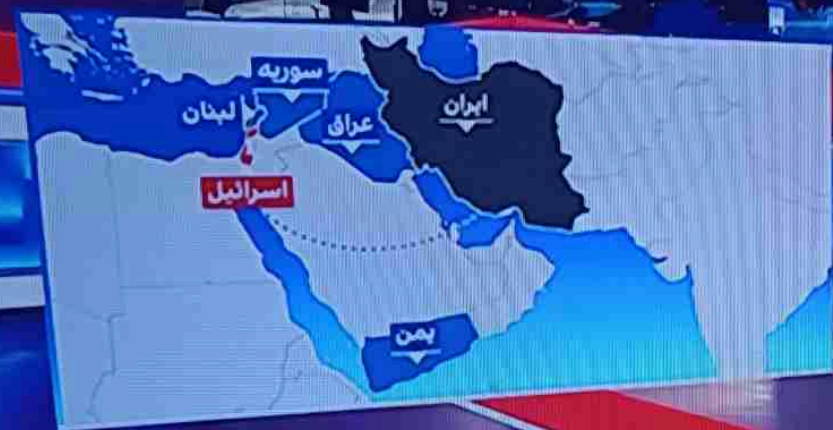 سوریه
لبنان
ایران
عراق
اسرائیل
یمن